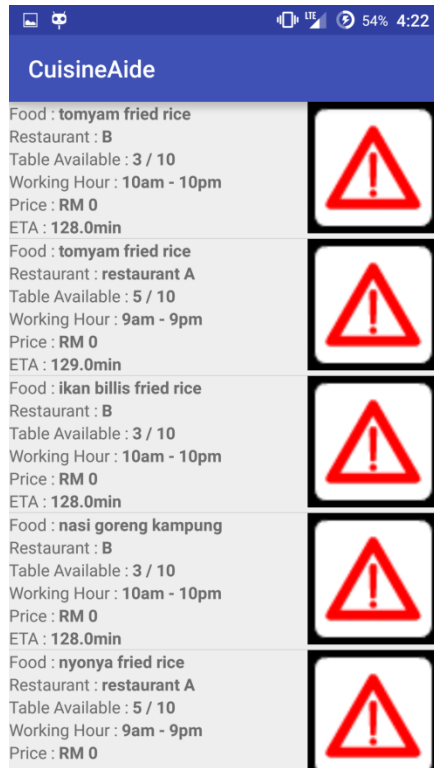 LTE 54% 4:22
CuisineAide
Food : tomyam fried rice
Restaurant : B
Table Available : 3 / 10
Working Hour : 10am - 10pm
Price : RM 0
ETA : 128.0min
Food : tomyam fried rice
Restaurant : restaurant A
Table Available : 5 / 10
Working Hour : 9am - 9pm
Price : RM 0
ETA : 129.0min
Food : ikan billis fried rice
Restaurant : B
Table Available : 3 / 10
Working Hour : 10am - 10pm
Price : RM 0
ETA : 128.0min
Food : nasi goreng kampung
Restaurant : B
Table Available : 3 / 10
Working Hour : 10am - 10pm
Price : RM 0
ETA : 128.0min
Food : nyonya fried rice
Restaurant : restaurant A
Table Available : 5 / 10
Working Hour : 9am - 9pm
Price : RM 0